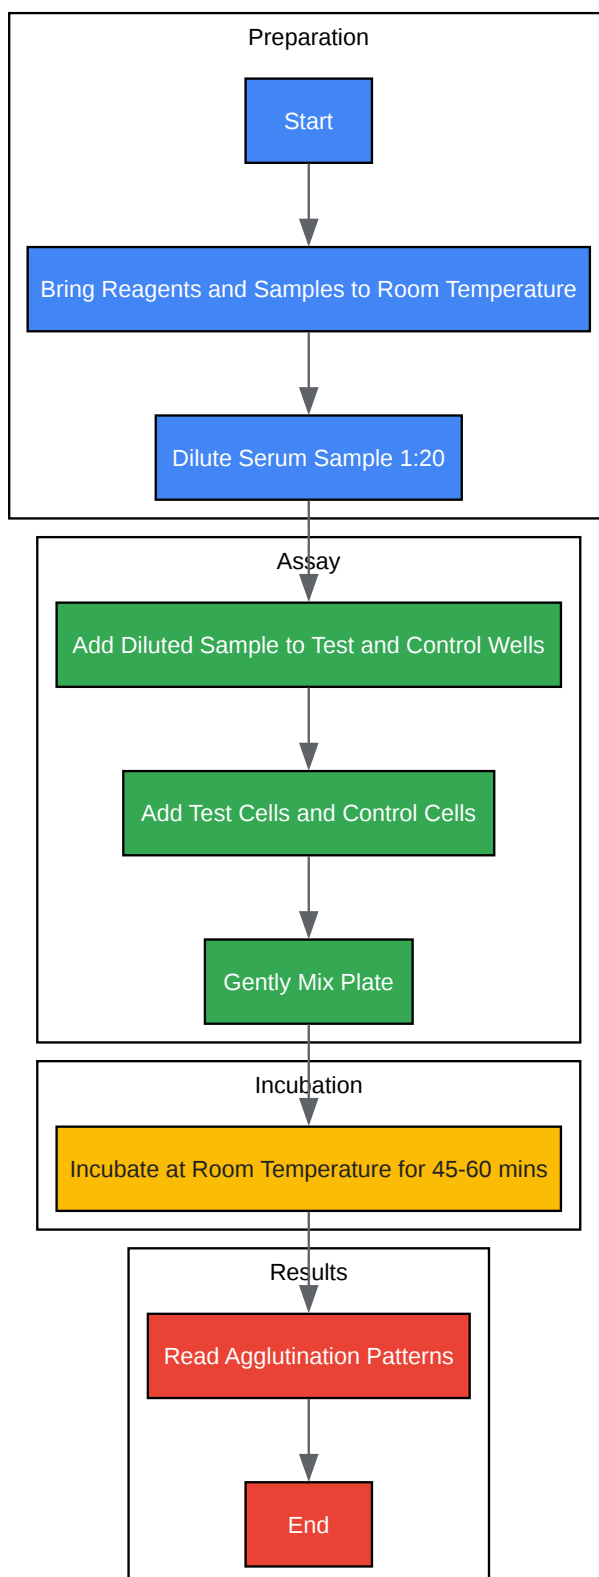 Preparation
Start
Bring Reagents and Samples to Room Temperature
Dilute Serum Sample 1:20
Assay
Add Diluted Sample to Test and Control Wells
Add Test Cells and Control Cells
Gently Mix Plate
Incubation
Incubate at Room Temperature for 45-60 mins
Results
Read Agglutination Patterns
End